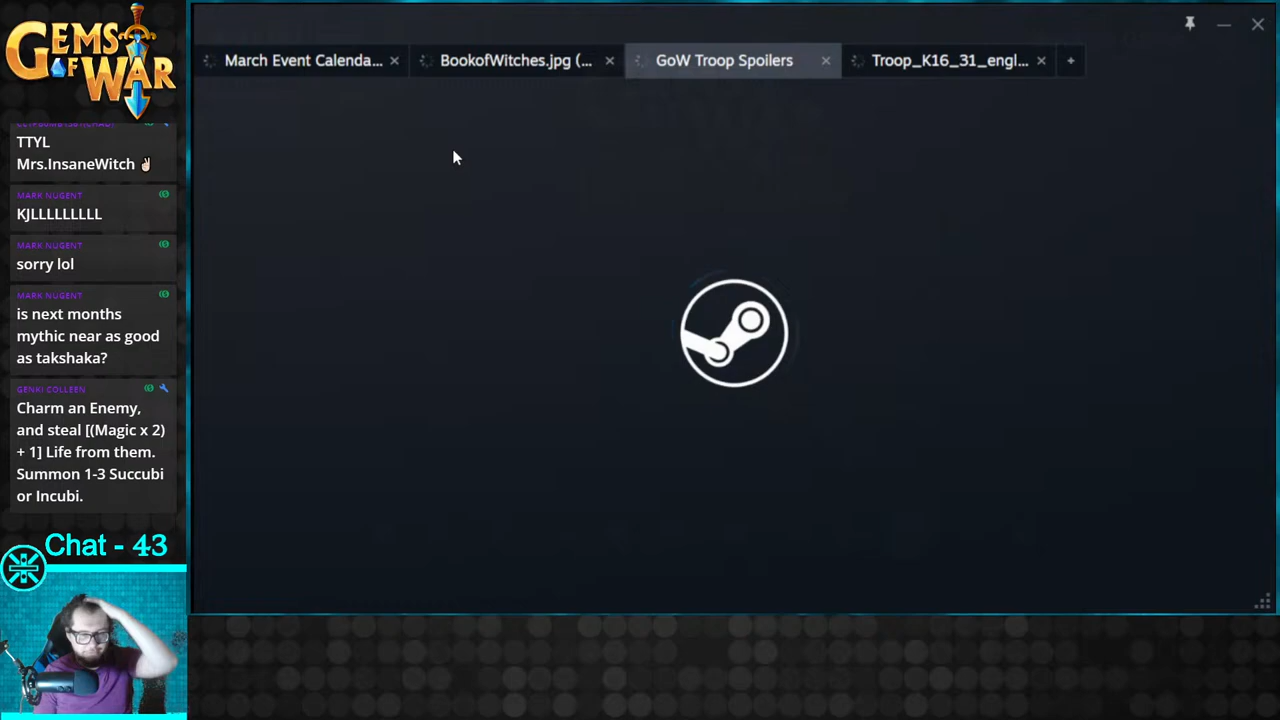 GEMS
OF WAR
March Event Calenda...
BookofWitches.jpg (...
GoW Troop Spoilers
Troop_K16_31_engl...
TTYL
Mrs.InsaneWitch ✌🏻
MARK NUGENT
KJLLLLLLLLL
MARK NUGENT
sorry lol
MARK NUGENT
is next months
mythic near as good
as takshaka?
GENKI COLLEEN
Charm an Enemy,
and steal [(Magic x 2)
+ 1] Life from them.
Summon 1-3 Succubi
or Incubi.
Chat - 43